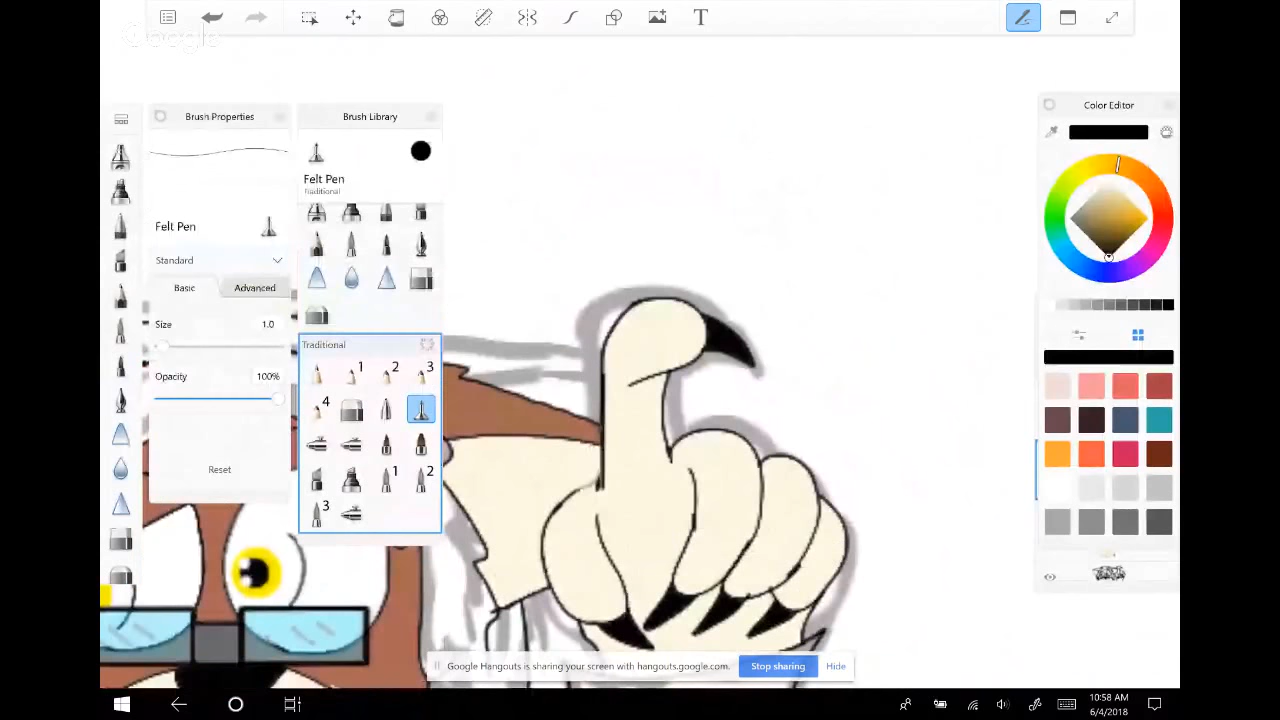 T
Google
Brush Properties
Brush Library
Color Editor
Felt Pen
Traditional
Felt Pen
Standard
Basic
Advanced
Size
1.0
Traditional
1
2
3
Opacity
100%
4
Reset
1
2
3
Google Hangouts is sharing your screen with hangouts.google.com.
Stop sharing
Hide
10:58 AM
6/4/2018